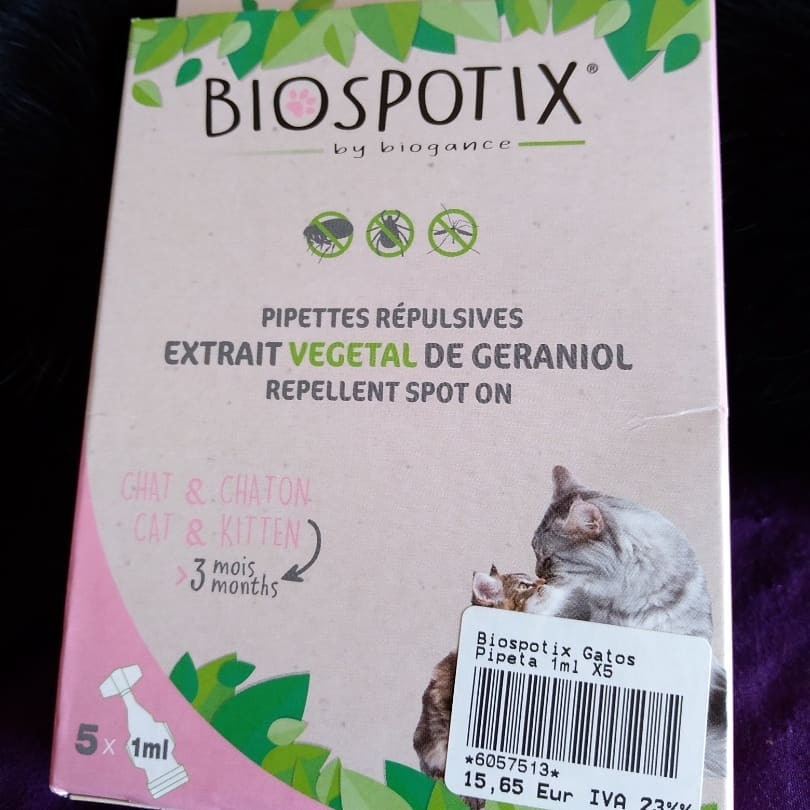 BIOSPOTIX®
by biogance
PIPETTES RÉPULSIVES
EXTRAIT VEGETAL DE GERANIOL
REPELLENT SPOT ON
CHAT & CHATON
CAT & KITTEN
>3 mois
months
Biospotix Gatos
Pipeta 1ml X5
*6057513*
15,65 Eur IVA 23%
5x 1ml